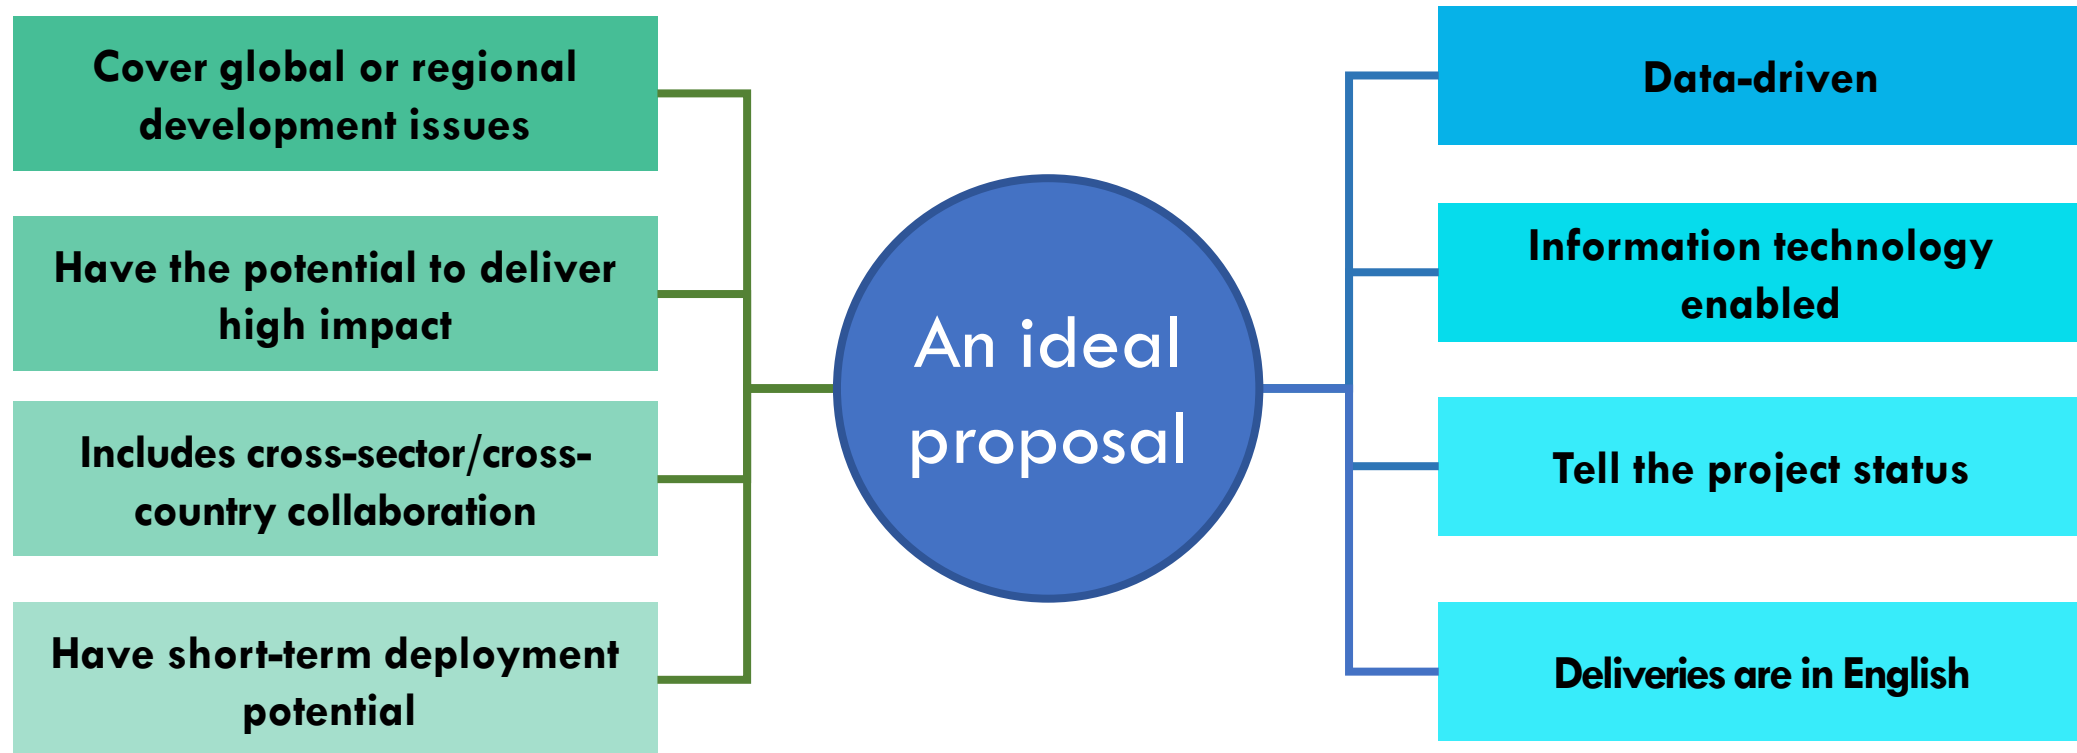 Cover global or regional
development issues
Have the potential to deliver
high impact
Includes cross-sector/cross-
country collaboration
Have short-term deployment
potential
An ideal
proposal
Data-driven
Information technology
enabled
Tell the project status
Deliveries are in English